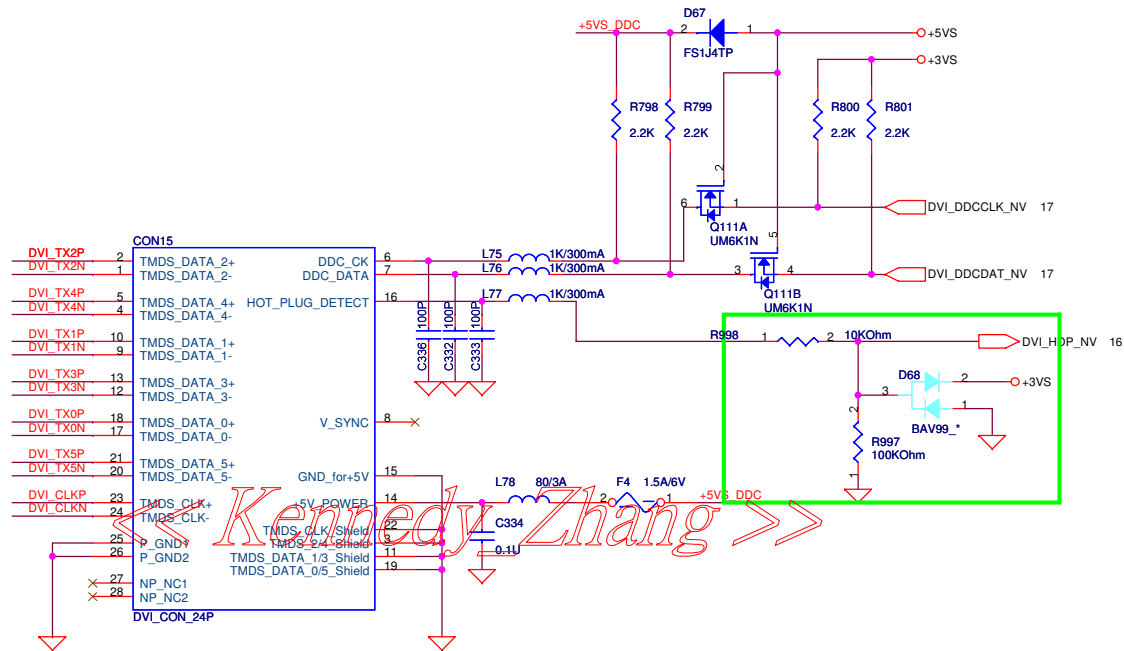 D67
+5VS_DDC 2 1 +5VS
FS1J4TP
+3VS
R798 R799 R800 R801
2.2K 2.2K 2.2K 2.2K
2
6 1 DVI_DDCCLK_NV 17
Q111A
UM6K1N
5
CON15
DVI_TX2P 2 TMDS_DATA_2+ DDC_CK 6 L75 1K/300mA
DVI_TX2N 1 TMDS_DATA_2- DDC_DATA 7 L76 1K/300mA 3 4 DVI_DDCDAT_NV 17
Q111B
UM6K1N
DVI_TX4P 5 TMDS_DATA_4+ HOT_PLUG_DETECT 16 L77 1K/300mA
DVI_TX4N 4 TMDS_DATA_4-
100P 100P 100P
C336 C332 C333
DVI_TX1P 10 TMDS_DATA_1+ R998 1 2 10KOhm DVI_HDP_NV 16
DVI_TX1N 9 TMDS_DATA_1-
DVI_TX3P 13 TMDS_DATA_3+ D68 2 +3VS
DVI_TX3N 12 TMDS_DATA_3- 3
1
BAV99_*
DVI_TX0P 18 TMDS_DATA_0+ V_SYNC 8 2
DVI_TX0N 17 TMDS_DATA_0- R997
100KOhm
DVI_TX5P 21 TMDS_DATA_5+
DVI_TX5N 20 TMDS_DATA_5- GND_for+5V 15 1
L78 80/3A F4 1.5A/6V
DVI_CLKP 23 TMDS_CLK+ +5V_POWER 14 2 1 +5VS_DDC
DVI_CLKN 24 TMDS_CLK-
<< Kennedy_Zhang >>
TMDS_CLK_Shield 22 C334
25 P_GND1 TMDS_2/4_Shield 3 0.1U
26 P_GND2 TMDS_DATA_1/3_Shield 11
TMDS_DATA_0/5_Shield 19
27 NP_NC1
28 NP_NC2
DVI_CON_24P